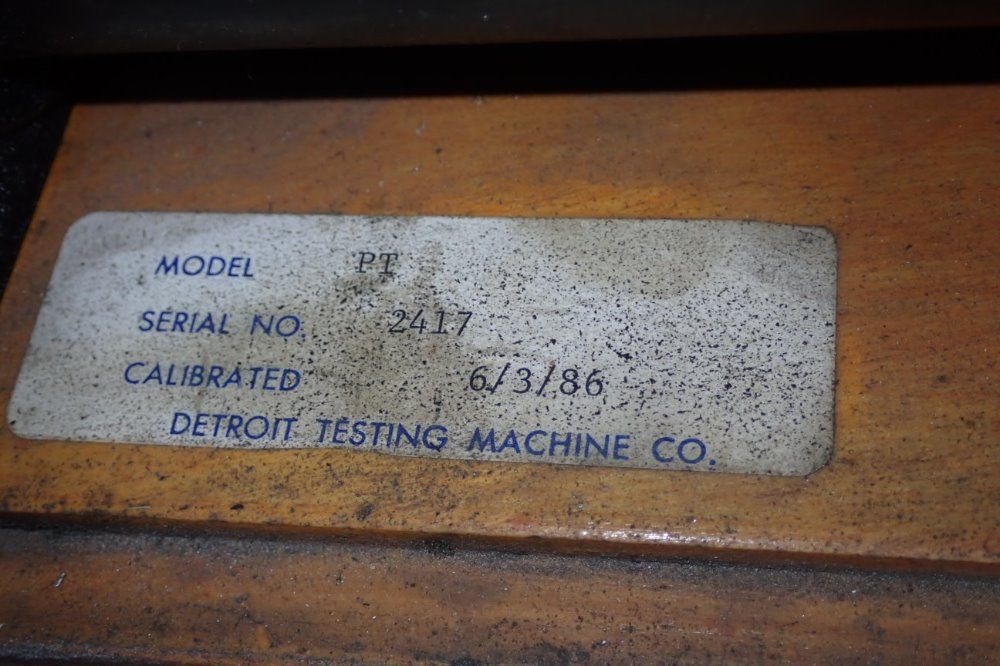 MODEL PT
SERIAL NO. 2417
CALIBRATED 6/3/86
DETROIT TESTING MACHINE CO.